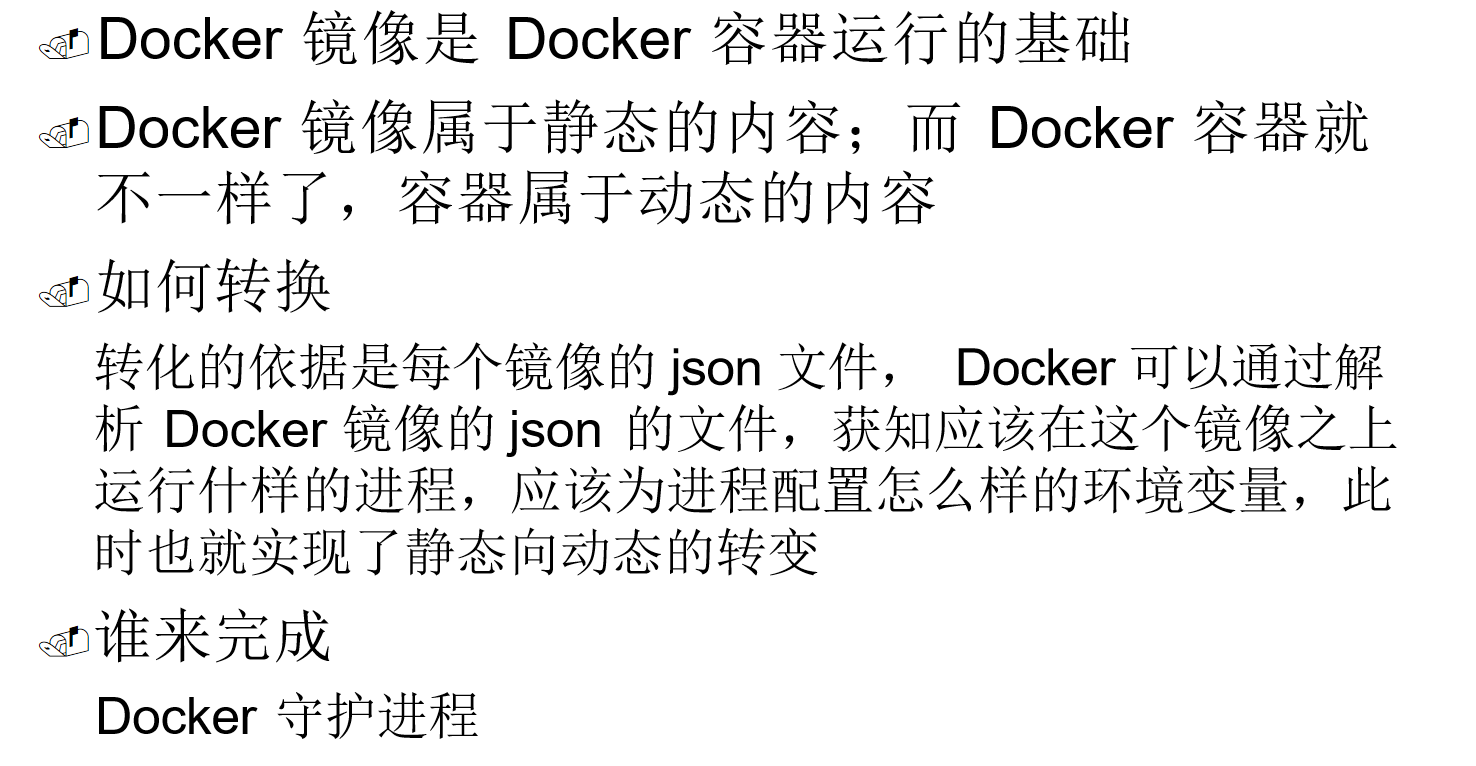 Docker 镜像是 Docker 容器运行的基础
Docker 镜像属于静态的内容；而 Docker 容器就
不一样了，容器属于动态的内容
如何转换
转化的依据是每个镜像的 json 文件， Docker 可以通过解
析 Docker 镜像的 json 的文件，获知应该在这个镜像之上
运行什样的进程，应该为进程配置怎么样的环境变量，此
时也就实现了静态向动态的转变
谁来完成
Docker 守护进程